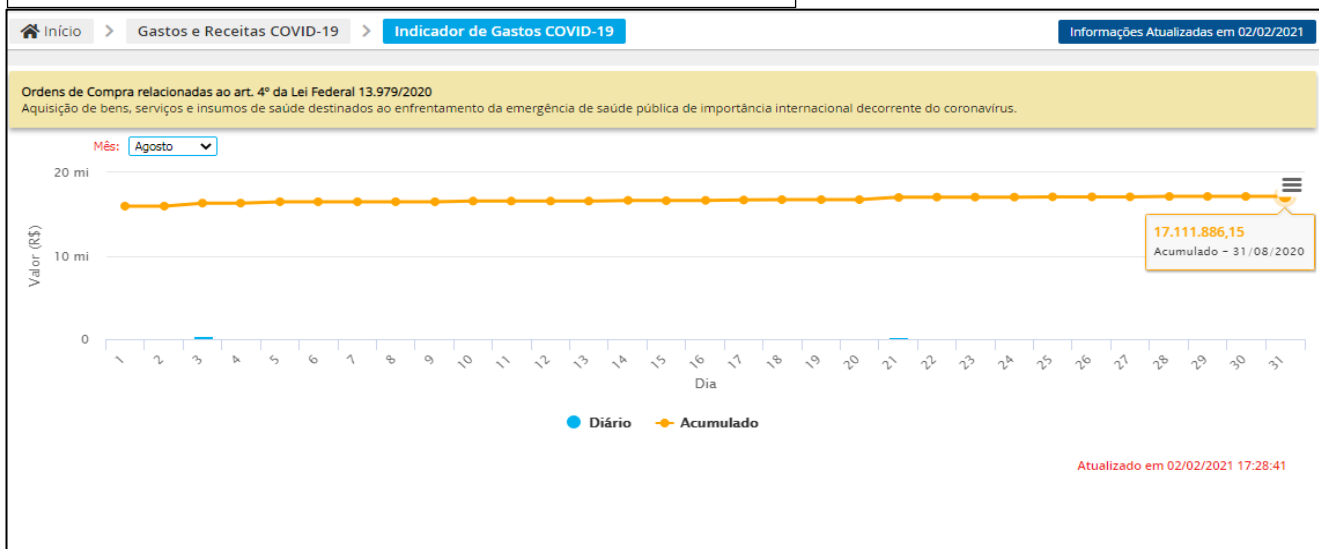 Início > Gastos e Receitas COVID-19 > Indicador de Gastos COVID-19
Informações Atualizadas em 02/02/2021
Ordens de Compra relacionadas ao art. 4º da Lei Federal 13.979/2020
Aquisição de bens, serviços e insumos de saúde destinados ao enfrentamento da emergência de saúde pública de importância internacional decorrente do coronavírus.
Mês: Agosto
20 mi
10 mi
0
Valor (R$)
17.111.886,15
Acumulado - 31/08/2020
1 2 3 4 5 6 7 8 9 10 11 12 13 14 15 16 17 18 19 20 21 22 23 24 25 26 27 28 29 30 31
Dia
Diário Acumulado
Atualizado em 02/02/2021 17:28:41